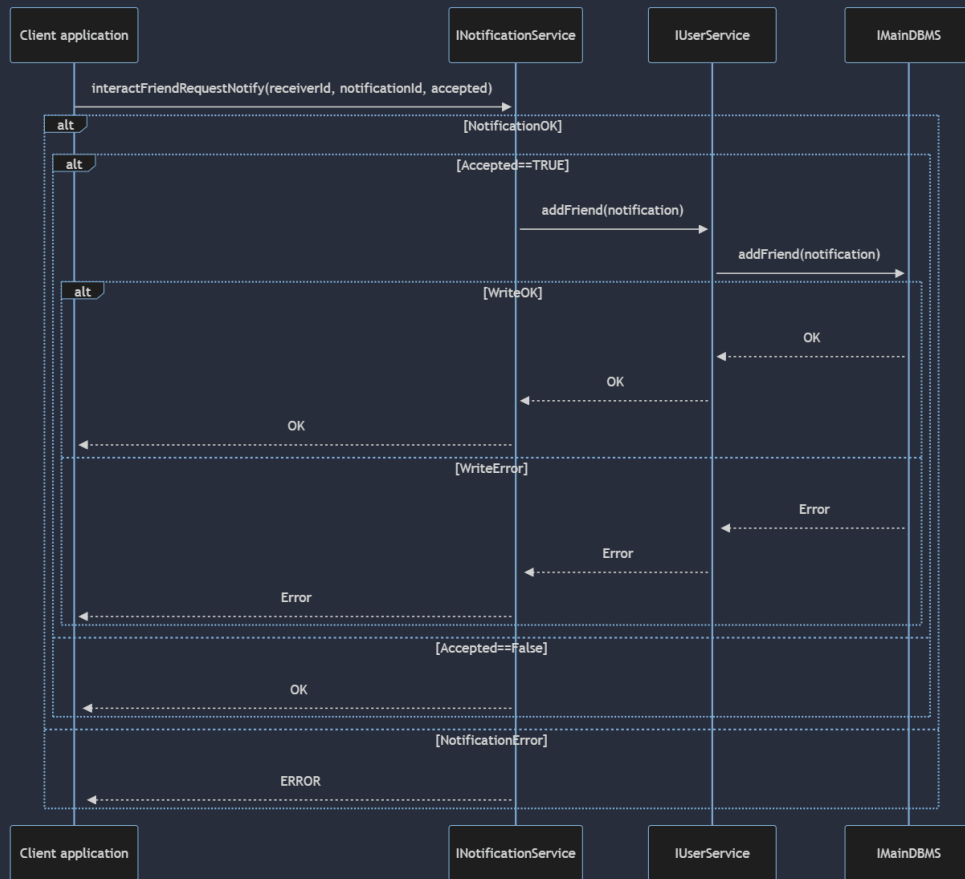 Client application
INotificationService
IUserService
IMainDBMS
interactFriendRequestNotify(receiverId, notificationId, accepted)
alt
[NotificationOK]
alt
[Accepted==TRUE]
addFriend(notification)
addFriend(notification)
alt
[WriteOK]
OK
OK
OK
[WriteError]
Error
Error
Error
[Accepted==False]
OK
[NotificationError]
ERROR
Client application
INotificationService
IUserService
IMainDBMS